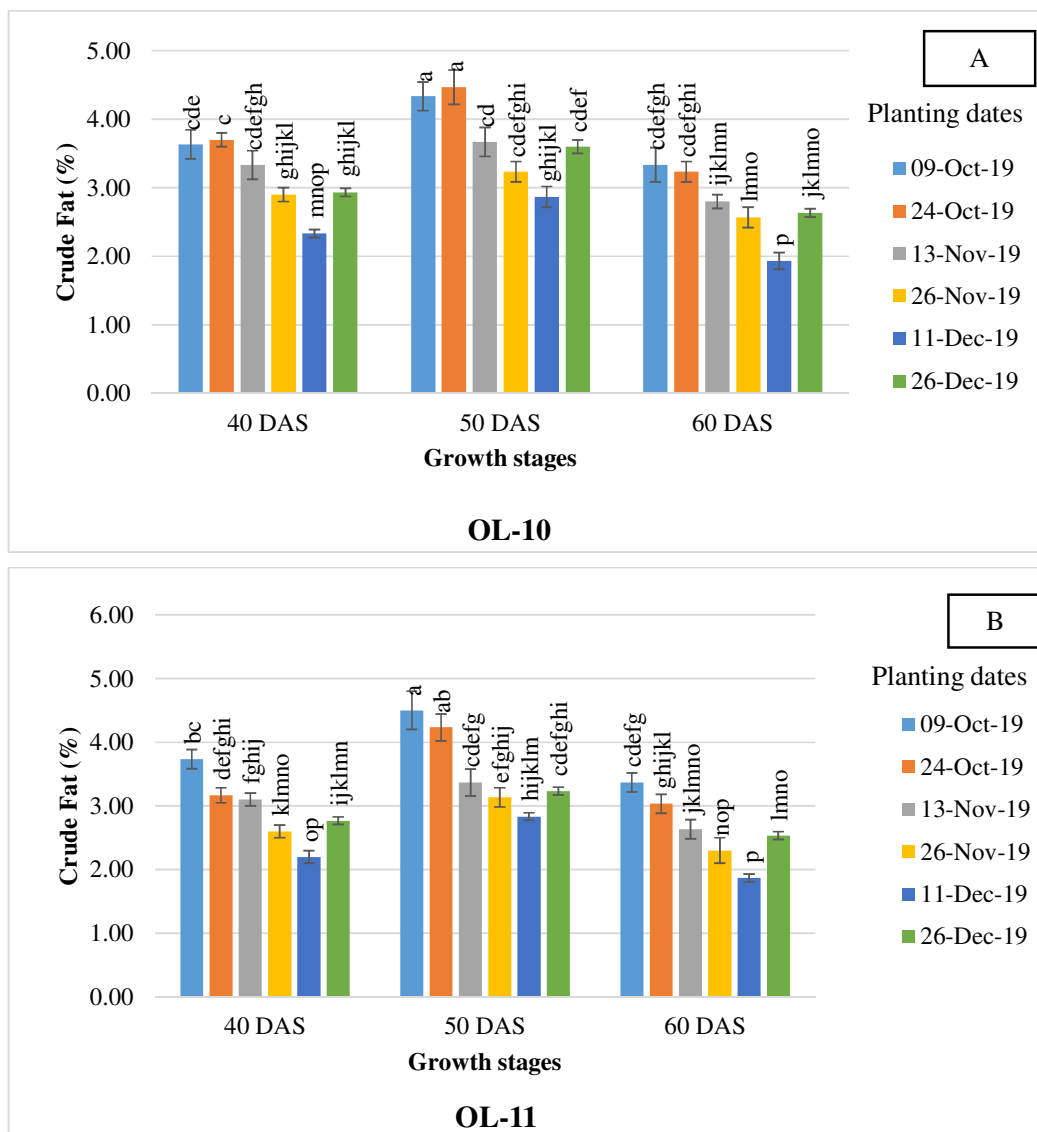 A
Planting dates
09-Oct-19
24-Oct-19
13-Nov-19
26-Nov-19
11-Dec-19
26-Dec-19
Crude Fat (%)
5.00
4.00
3.00
2.00
1.00
0.00
cde
c
cdefgh
ghijkl
mnop
ghijkl
a
a
cd
cdefghi
ghijkl
cdef
cdefgh
cdefghi
ijklmn
lmno
p
jklmno
40 DAS
50 DAS
60 DAS
Growth stages
OL-10
B
Planting dates
09-Oct-19
24-Oct-19
13-Nov-19
26-Nov-19
11-Dec-19
26-Dec-19
Crude Fat (%)
6.00
5.00
4.00
3.00
2.00
1.00
0.00
bc
defghi
fghij
klmno
op
ijklmn
a
ab
cdefg
efghij
hijklm
cdefghi
cdefg
ghijkl
jklmno
nop
p
lmno
40 DAS
50 DAS
60 DAS
Growth stages
OL-11